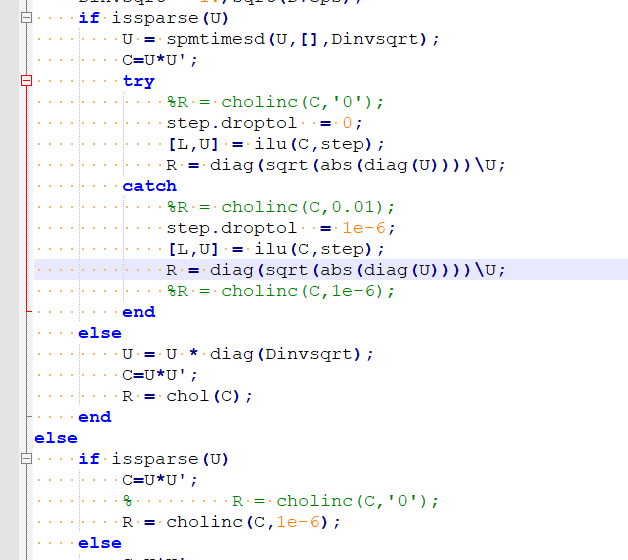 if issparse(U)
U = spmtimesd(U,[],Dinvsqrt);
C=U*U';
try
%R = cholinc(C,'0');
step.droptol  = 0;
[L,U] = ilu(C,step);
R = diag(sqrt(abs(diag(U))))\U;
catch
%R = cholinc(C,0.01);
step.droptol  = 1e-6;
[L,U] = ilu(C,step);
R = diag(sqrt(abs(diag(U))))\U;
%R = cholinc(C,1e-6);
end
else
U = U * diag(Dinvsqrt);
C=U*U';
R = chol(C);
end
else
if issparse(U)
C=U*U';
%         R = cholinc(C,'0');
R = cholinc(C,1e-6);
else